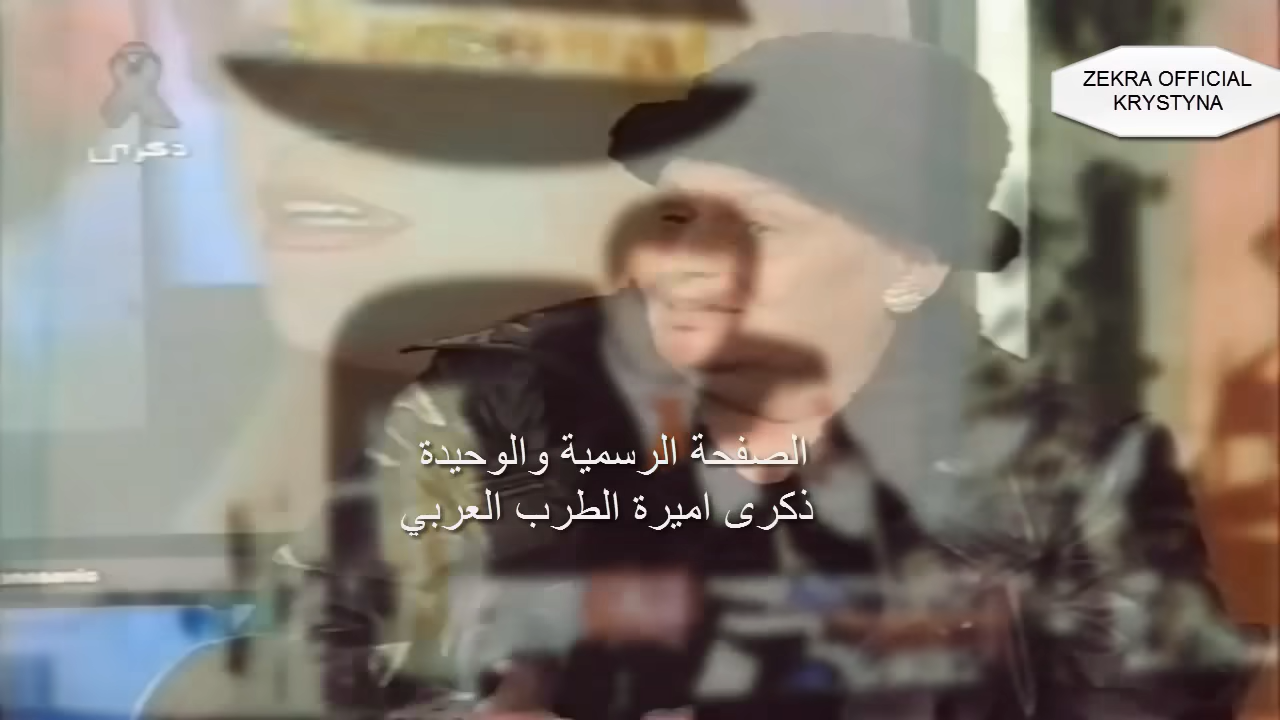 ZEKRA OFFICIAL
KRYSTYNA
ذكرى
الصفحة الرسمية والوحيدة
ذكرى اميرة الطرب العربي